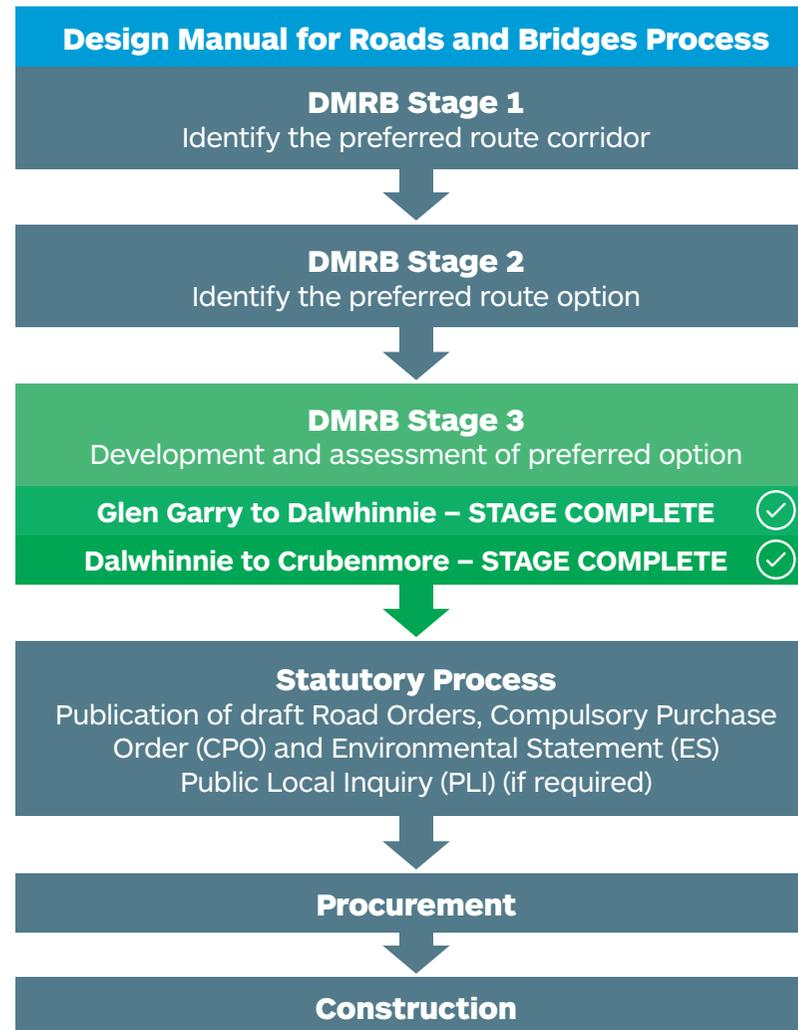 Design Manual for Roads and Bridges Process
DMRB Stage 1
Identify the preferred route corridor
DMRB Stage 2
Identify the preferred route option
DMRB Stage 3
Development and assessment of preferred option
Glen Garry to Dalwhinnie – STAGE COMPLETE
Dalwhinnie to Crubenmore – STAGE COMPLETE
Statutory Process
Publication of draft Road Orders, Compulsory Purchase
Order (CPO) and Environmental Statement (ES)
Public Local Inquiry (PLI) (if required)
Procurement
Construction